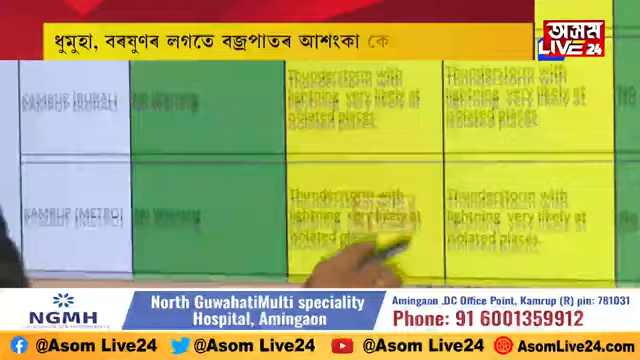 ধুমুহা, বৰষুণৰ লগতে বজ্ৰপাতৰ আশংকা কে
অসম
LIVE 24
KAMRUP (RURAL)
No Warning
Thunderstorm with lightning very likely at isolated places.
Thunderstorm with lightning very likely at isolated places.
KAMRUP (METRO)
No Warning
Thunderstorm with lightning very likely at isolated places.
Thunderstorm with lightning very likely at isolated places.
NGMH
North GuwahatiMulti speciality
Hospital, Amingaon
Amingaon ,DC Office Point, Kamrup (R) pin: 781031
Phone: 91 6001359912
@Asom Live24 @Asom Live24 @Asom Live24 @Asom Live24